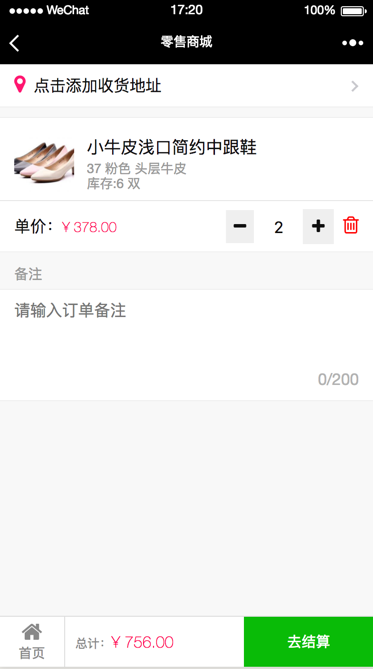 WeChat 17:20 100%
零售商城
点击添加收货地址
小牛皮浅口简约中跟鞋
37 粉色 头层牛皮
库存:6 双
单价：￥378.00 2
备注
请输入订单备注
0/200
首页 总计：￥756.00 去结算